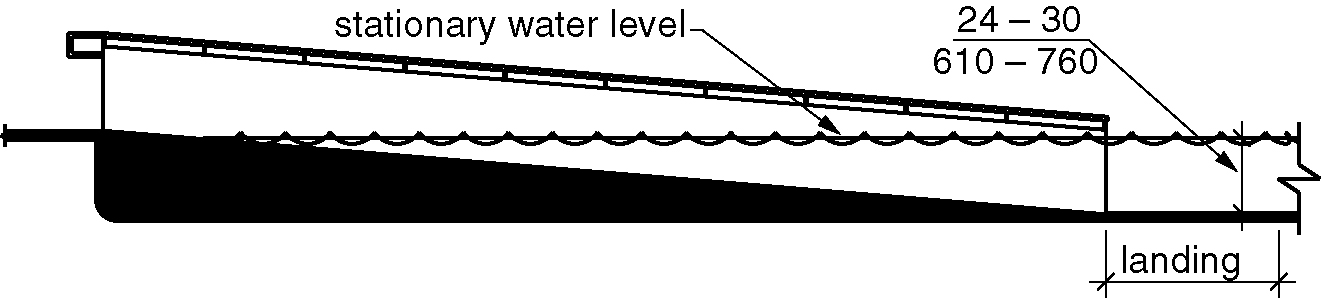 stationary water level
24 – 30
610 – 760
landing